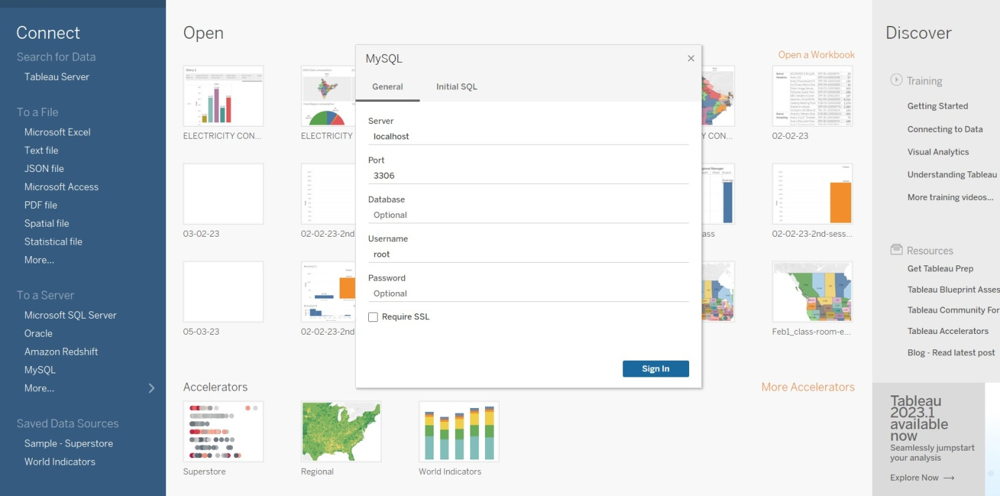 Connect
Search for Data
Tableau Server
To a File
Microsoft Excel
Text file
JSON file
Microsoft Access
PDF file
Spatial file
Statistical file
More...
To a Server
Microsoft SQL Server
Oracle
Amazon Redshift
MySQL
More...
Saved Data Sources
Sample - Superstore
World Indicators
Open
Open a Workbook
ELECTRICITY CON...
ELECTRICITY
Y CON...
02-02-23
03-02-23
02-02-23-2nd
ass
02-02-23-2nd-sess...
05-03-23
02-02-23-2nd
Feb1_class-room-e...
MySQL
General
Initial SQL
Server
localhost
Port
3306
Database
Optional
Username
root
Password
Optional
Require SSL
Sign In
Accelerators
More Accelerators
Superstore
Regional
World Indicators
Discover
Training
Getting Started
Connecting to Data
Visual Analytics
Understanding Tableau
More training videos...
Resources
Get Tableau Prep
Tableau Blueprint Asses
Tableau Community For
Tableau Accelerators
Blog - Read latest post
Tableau
2023.1
available
now
Seamlessly jumpstart
your analysis
Explore Now →